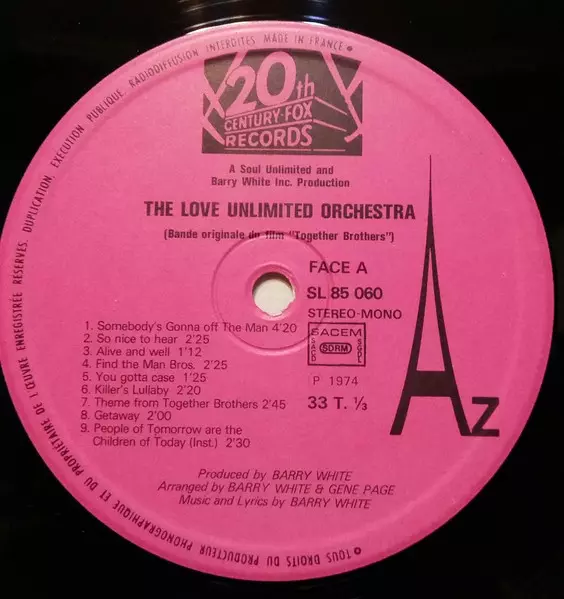 • TOUS DROITS DU PRODUCTEUR PHONOGRAPHIQUE ET DU PROPRIÉTAIRE DE L'ŒUVRE ENREGISTRÉE RESERVES, DUPLICATION, EXECUTION PUBLIQUE, RADIODIFFUSION INTERDITES. MADE IN FRANCE •
20th
CENTURY-FOX
RECORDS
A Soul Unlimited and
Barry White Inc. Production
THE LOVE UNLIMITED ORCHESTRA
(Bande originale du film "Together Brothers")
FACE A
SL 85 060
STEREO-MONO
SACEM
SACD
SDRM
SGDL
P 1974
33 T. ⅓
1. Somebody's Gonna off The Man 4'20
2. So nice to hear 2'25
3. Alive and well 1'12
4. Find the Man Bros. 2'25
5. You gotta case 1'25
6. Killer's Lullaby 2'20
7. Theme from Together Brothers 2'45
8. Getaway 2'00
9. People of Tomorrow are the
Children of Today (Inst.) 2'30
AZ
Produced by BARRY WHITE
Arranged by BARRY WHITE & GENE PAGE
Music and Lyrics by BARRY WHITE